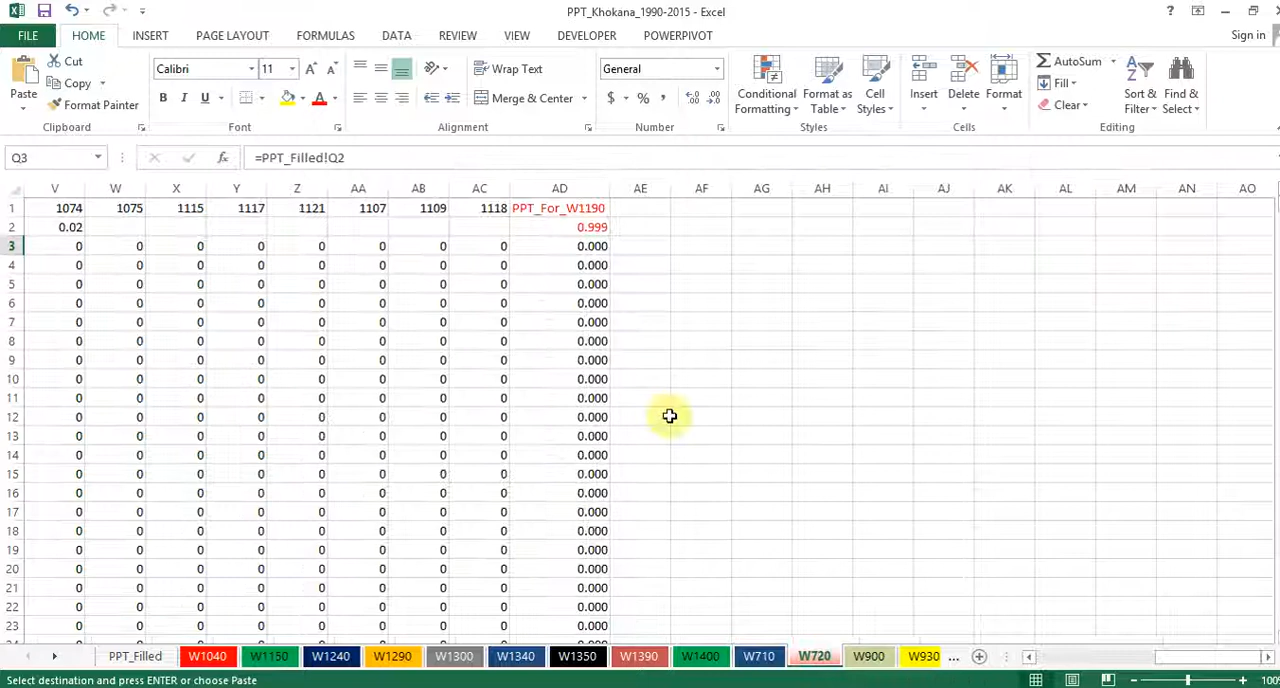 PPT_Khokana_1990-2015 - Excel
Sign in
FILE HOME INSERT PAGE LAYOUT FORMULAS DATA REVIEW VIEW DEVELOPER POWERPIVOT
Paste Cut Copy Format Painter
Clipboard
Calibri 11
B I U A
Font
Wrap Text
Merge & Center
Alignment
General
$ %
Number
Conditional Formatting Format as Table Cell Styles
Styles
Insert Delete Format
Cells
AutoSum
Fill
Clear
Sort & Filter Find & Select
Editing
Q3 fx =PPT_Filled!Q2
V W X Y Z AA AB AC AD AE AF AG AH AI AJ AK AL AM AN AO
1 1074 1075 1115 1117 1121 1107 1109 1118 PPT_For_W1190
2 0.02 0.999
3 0 0 0 0 0 0 0 0 0.000
4 0 0 0 0 0 0 0 0 0.000
5 0 0 0 0 0 0 0 0 0.000
6 0 0 0 0 0 0 0 0 0.000
7 0 0 0 0 0 0 0 0 0.000
8 0 0 0 0 0 0 0 0 0.000
9 0 0 0 0 0 0 0 0 0.000
10 0 0 0 0 0 0 0 0 0.000
11 0 0 0 0 0 0 0 0 0.000
12 0 0 0 0 0 0 0 0 0.000
13 0 0 0 0 0 0 0 0 0.000
14 0 0 0 0 0 0 0 0 0.000
15 0 0 0 0 0 0 0 0 0.000
16 0 0 0 0 0 0 0 0 0.000
17 0 0 0 0 0 0 0 0 0.000
18 0 0 0 0 0 0 0 0 0.000
19 0 0 0 0 0 0 0 0 0.000
20 0 0 0 0 0 0 0 0 0.000
21 0 0 0 0 0 0 0 0 0.000
22 0 0 0 0 0 0 0 0 0.000
23 0 0 0 0 0 0 0 0 0.000
PPT_Filled W1040 W1150 W1240 W1290 W1300 W1340 W1350 W1390 W1400 W710 W720 W900 W930 ...
Select destination and press ENTER or choose Paste 100